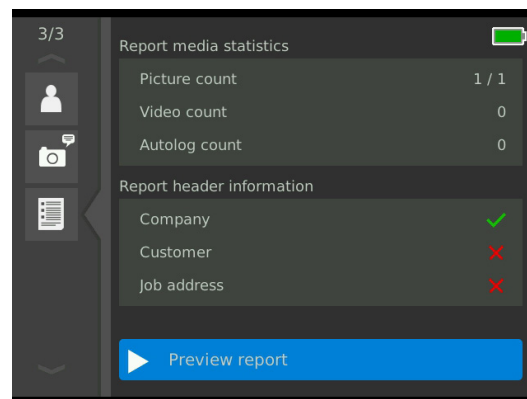 3/3
Report media statistics
Picture count 1 / 1
Video count 0
Autolog count 0
Report header information
Company
Customer
Job address
Preview report